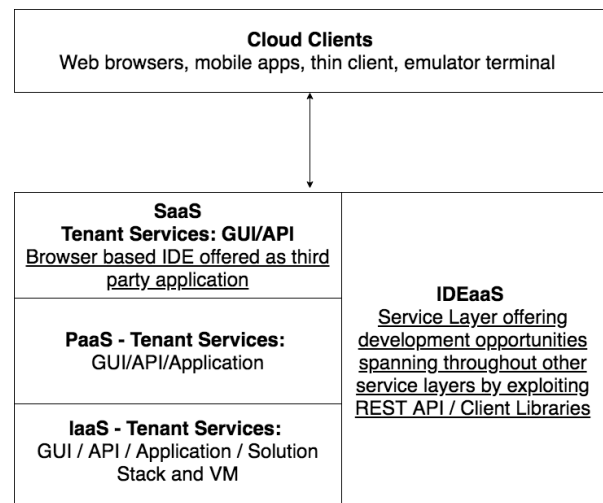 Cloud Clients
Web browsers, mobile apps, thin client, emulator terminal
SaaS
Tenant Services: GUI/API
Browser based IDE offered as third
party application
PaaS - Tenant Services:
GUI/API/Application
IaaS - Tenant Services:
GUI / API / Application / Solution
Stack and VM
IDEaaS
Service Layer offering
development opportunities
spanning throughout other
service layers by exploiting
REST API / Client Libraries